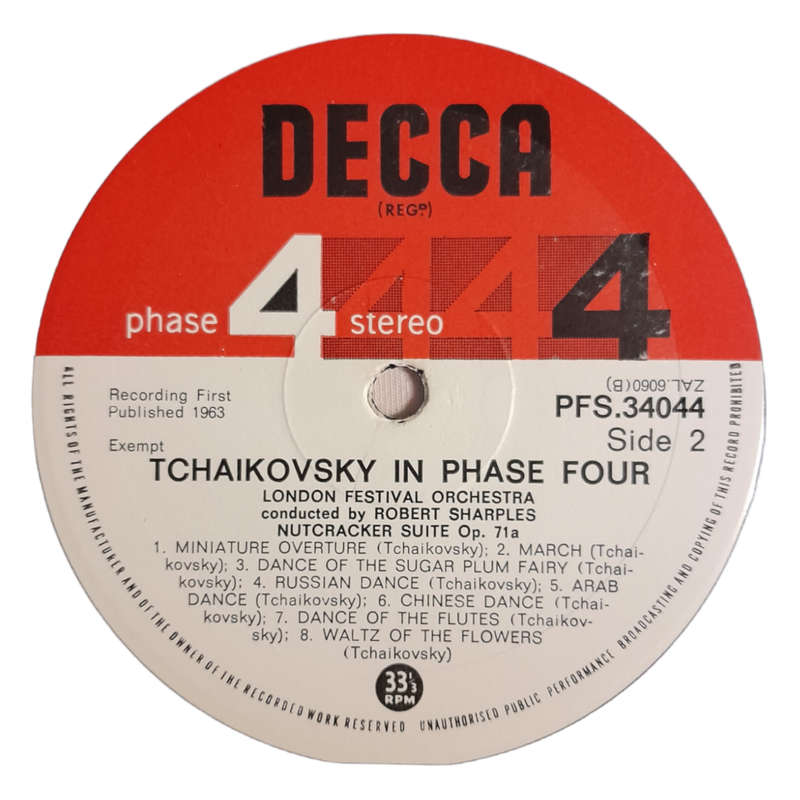 DECCA
(REGᴰ.)
phase 4 stereo 4 4 4
ZAL.6060(B)
Recording First
Published 1963
PFS.34044
Side 2
Exempt
TCHAIKOVSKY IN PHASE FOUR
LONDON FESTIVAL ORCHESTRA
conducted by ROBERT SHARPLES
NUTCRACKER SUITE Op. 71a
1. MINIATURE OVERTURE (Tchaikovsky); 2. MARCH (Tchai-
kovsky); 3. DANCE OF THE SUGAR PLUM FAIRY (Tchai-
kovsky); 4. RUSSIAN DANCE (Tchaikovsky); 5. ARAB
DANCE (Tchaikovsky); 6. CHINESE DANCE (Tchai-
kovsky); 7. DANCE OF THE FLUTES (Tchaikov-
sky); 8. WALTZ OF THE FLOWERS
(Tchaikovsky)
33⅓
RPM
ALL RIGHTS OF THE MANUFACTURER AND OF THE OWNER OF THE RECORDED WORK RESERVED UNAUTHORISED PUBLIC PERFORMANCE BROADCASTING AND COPYING OF THIS RECORD PROHIBITED